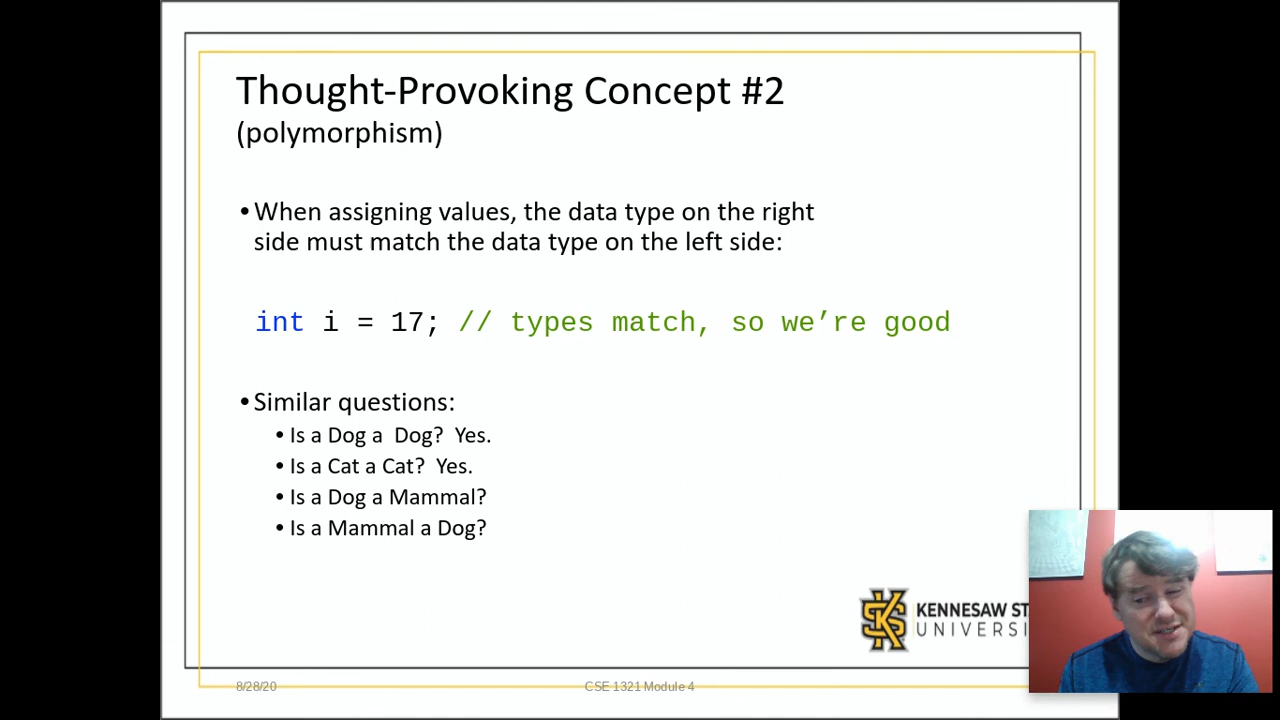 Thought-Provoking Concept #2
(polymorphism)
• When assigning values, the data type on the right
side must match the data type on the left side:
int i = 17; // types match, so we’re good
• Similar questions:
• Is a Dog a  Dog?  Yes.
• Is a Cat a Cat?  Yes.
• Is a Dog a Mammal?
• Is a Mammal a Dog?
KENNESAW ST
UNIVERSI
8/28/20
CSE 1321 Module 4